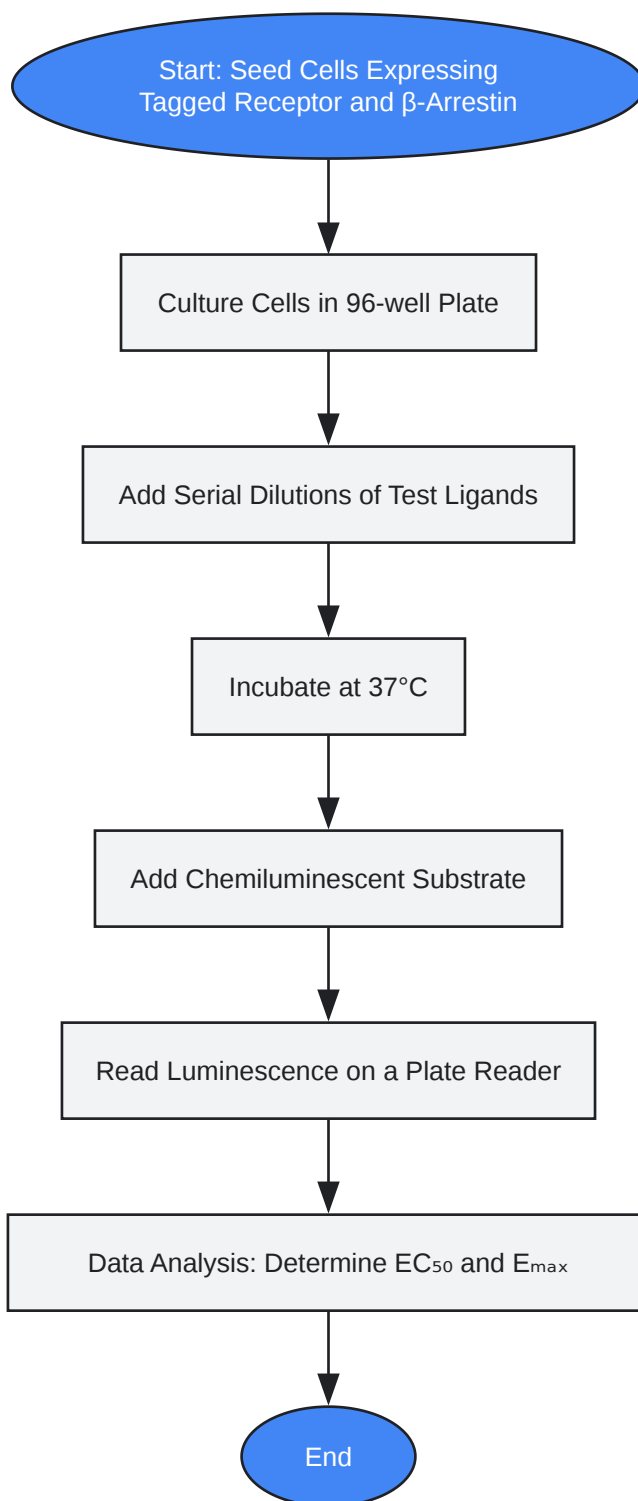 Start: Seed Cells Expressing
Tagged Receptor and β-Arrestin
Culture Cells in 96-well Plate
Add Serial Dilutions of Test Ligands
Incubate at 37°C
Add Chemiluminescent Substrate
Read Luminescence on a Plate Reader
Data Analysis: Determine EC₅₀ and Eₘₐₓ
End